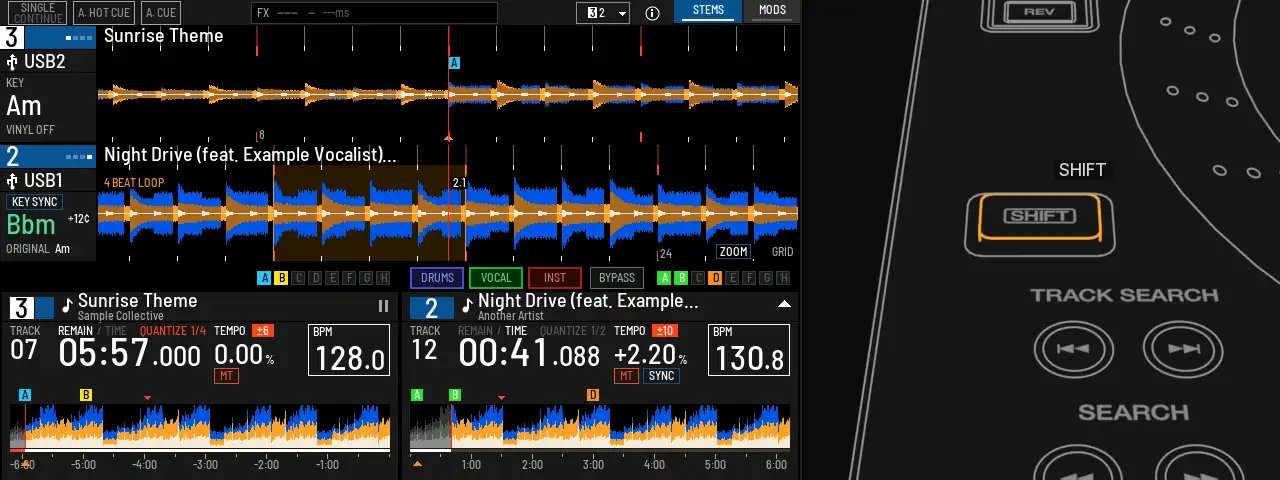 SINGLE
CONTINUE
A. HOT CUE
A. CUE
FX --- - ---ms
3 2
STEMS
MODS
3
Sunrise Theme
USB2
KEY
Am
VINYL OFF
A
8
2
Night Drive (feat. Example Vocalist)...
USB1
4 BEAT LOOP
2.1
KEY SYNC
Bbm
+12¢
ORIGINAL Am
24
ZOOM
GRID
A B C D E F G H
DRUMS
VOCAL
INST
BYPASS
A B C D E F G H
3
Sunrise Theme
Sample Collective
TRACK
07
REMAIN / TIME
QUANTIZE 1/4
TEMPO
±6
05:57.000
0.00%
MT
BPM
128.0
A
B
-6:00 -5:00 -4:00 -3:00 -2:00 -1:00
2
Night Drive (feat. Example...
Another Artist
TRACK
12
REMAIN / TIME
QUANTIZE 1/2
TEMPO
±10
00:41.088
+2.20%
MT
SYNC
BPM
130.8
A
B
D
1:00 2:00 3:00 4:00 5:00 6:00
REV
SHIFT
SHIFT
TRACK SEARCH
SEARCH